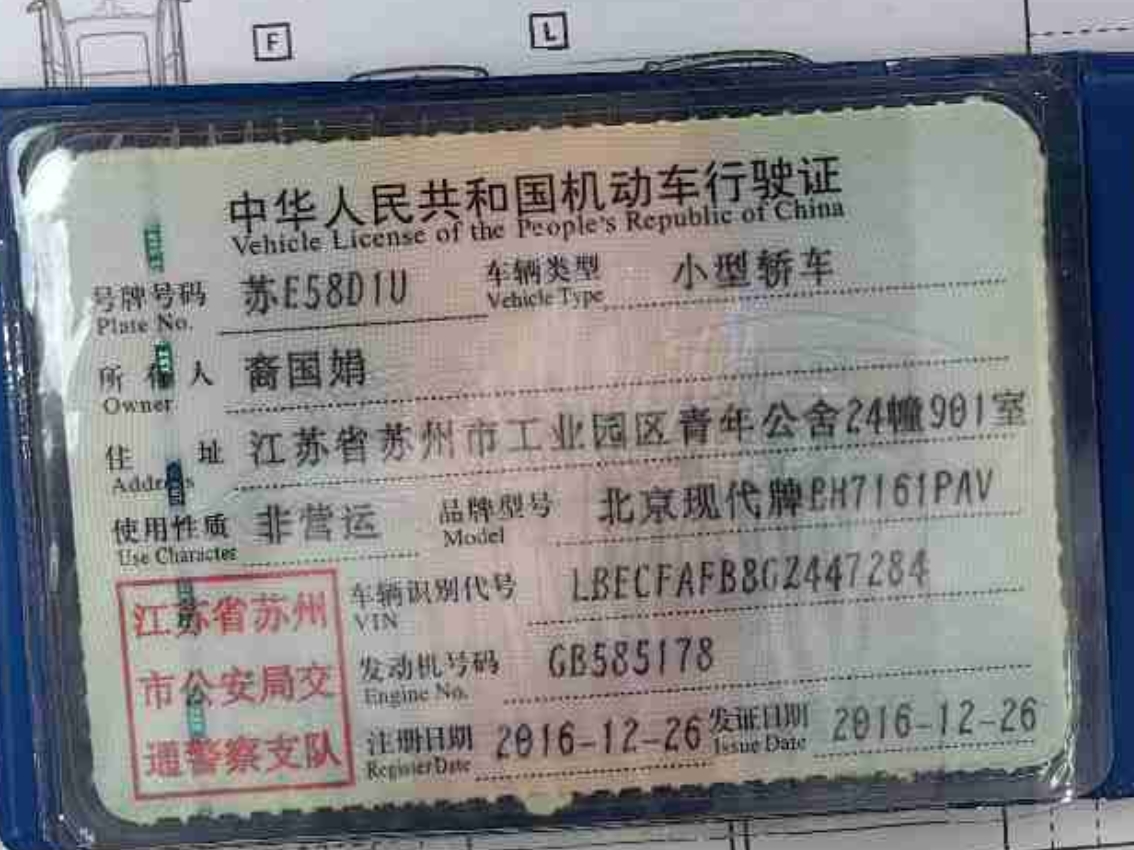 F L
中华人民共和国机动车行驶证
Vehicle License of the People's Republic of China
号牌号码 苏E58D1U 车辆类型 小型轿车
Plate No. Vehicle Type
所有人 裔国娟
Owner
住址 江苏省苏州市工业园区青年公舍24幢901室
Address
使用性质 非营运 品牌型号 北京现代牌BH7161PAV
Use Character Model
车辆识别代号 LBECFAFB8GZ447284
VIN
发动机号码 GB585178
Engine No.
注册日期 2016-12-26 发证日期 2016-12-26
Register Date Issue Date
江苏省苏州
市公安局交
通警察支队